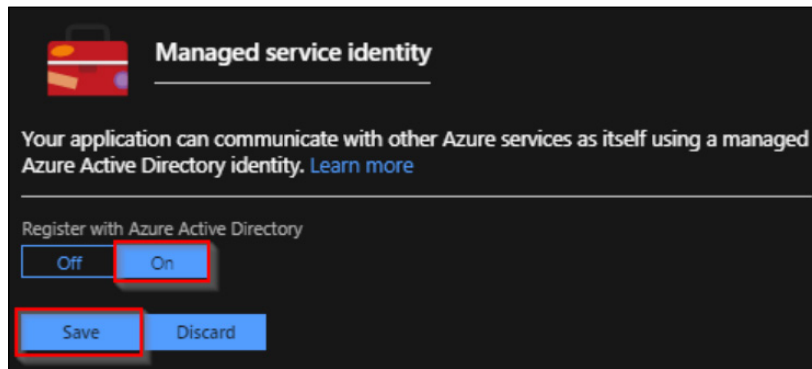 Managed service identity
Your application can communicate with other Azure services as itself using a managed
Azure Active Directory identity. Learn more
Register with Azure Active Directory
Off On
Save Discard